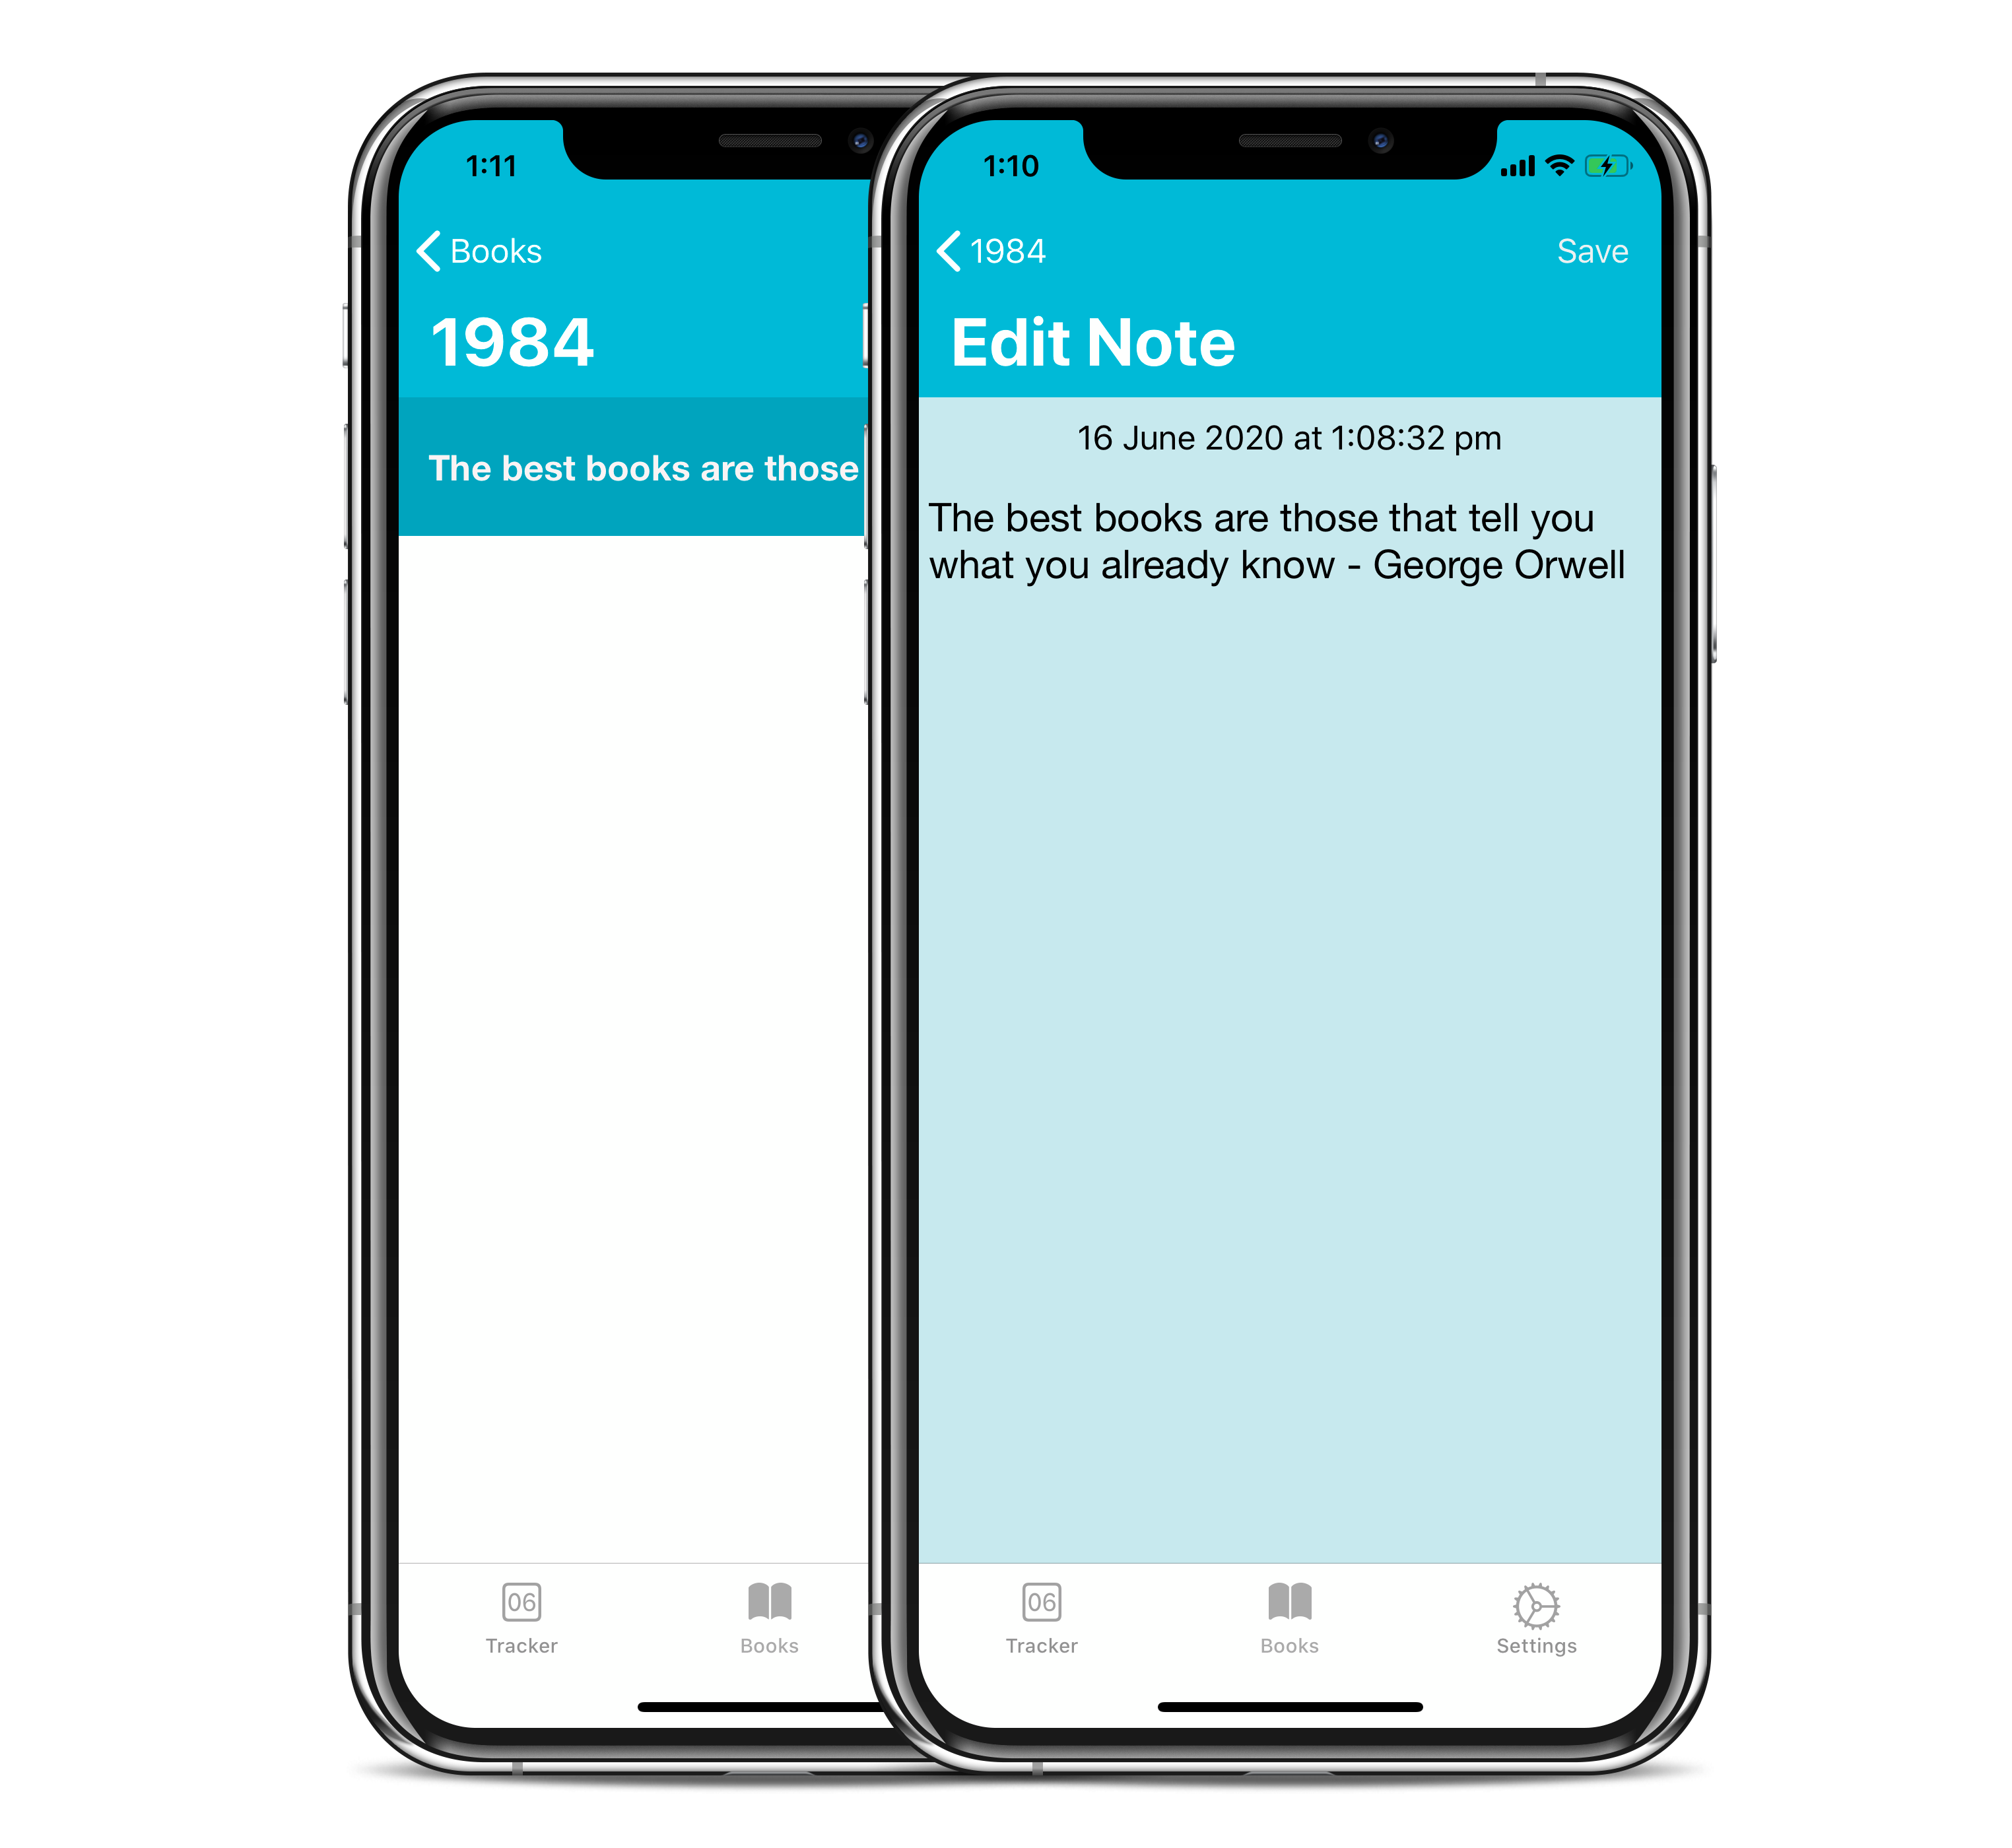 1:11
Books
1984
The best books are those
06
Tracker
Books
1:10
1984
Save
Edit Note
16 June 2020 at 1:08:32 pm
The best books are those that tell you
what you already know - George Orwell
06
Tracker
Books
Settings